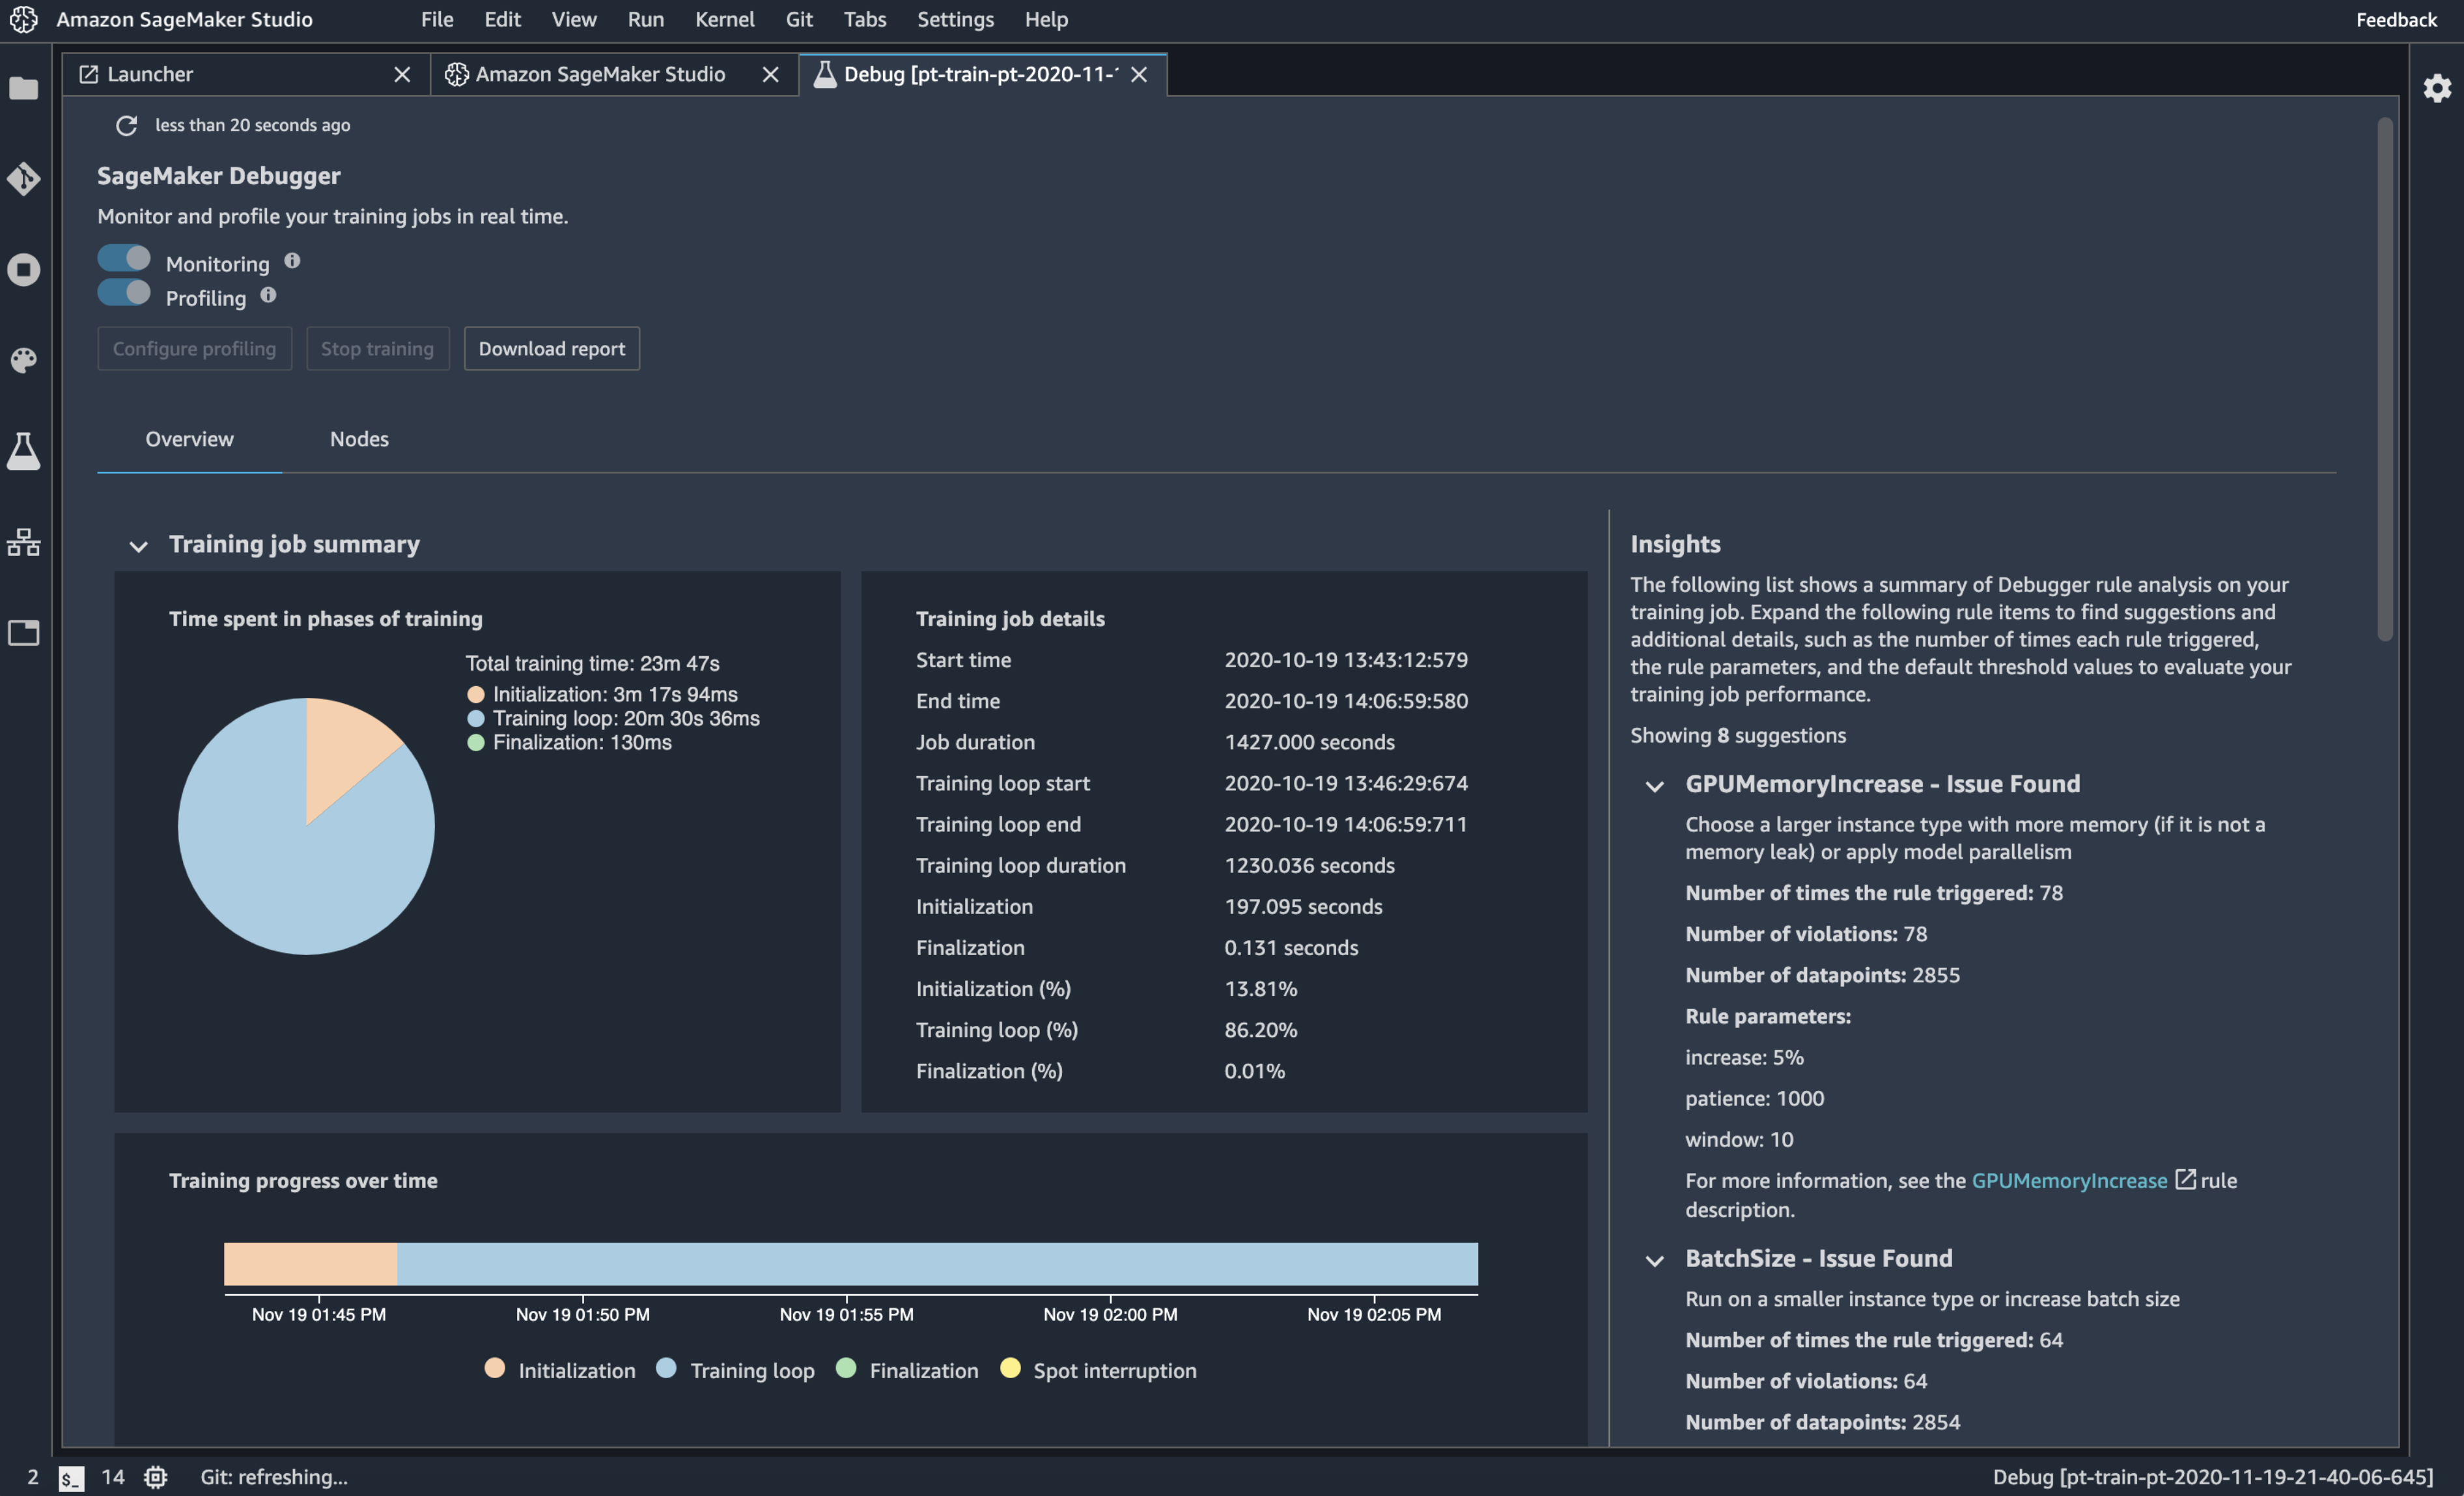 Amazon SageMaker Studio File Edit View Run Kernel Git Tabs Settings Help Feedback
Launcher Amazon SageMaker Studio Debug [pt-train-pt-2020-11-
less than 20 seconds ago
SageMaker Debugger
Monitor and profile your training jobs in real time.
Monitoring
Profiling
Configure profiling Stop training Download report
Overview Nodes
Training job summary
Time spent in phases of training
Total training time: 23m 47s
Initialization: 3m 17s 94ms
Training loop: 20m 30s 36ms
Finalization: 130ms
Training job details
Start time 2020-10-19 13:43:12:579
End time 2020-10-19 14:06:59:580
Job duration 1427.000 seconds
Training loop start 2020-10-19 13:46:29:674
Training loop end 2020-10-19 14:06:59:711
Training loop duration 1230.036 seconds
Initialization 197.095 seconds
Finalization 0.131 seconds
Initialization (%) 13.81%
Training loop (%) 86.20%
Finalization (%) 0.01%
Training progress over time
Nov 19 01:45 PM Nov 19 01:50 PM Nov 19 01:55 PM Nov 19 02:00 PM Nov 19 02:05 PM
Initialization Training loop Finalization Spot interruption
Insights
The following list shows a summary of Debugger rule analysis on your
training job. Expand the following rule items to find suggestions and
additional details, such as the number of times each rule triggered,
the rule parameters, and the default threshold values to evaluate your
training job performance.
Showing 8 suggestions
GPUMemoryIncrease - Issue Found
Choose a larger instance type with more memory (if it is not a
memory leak) or apply model parallelism
Number of times the rule triggered: 78
Number of violations: 78
Number of datapoints: 2855
Rule parameters:
increase: 5%
patience: 1000
window: 10
For more information, see the GPUMemoryIncrease rule
description.
BatchSize - Issue Found
Run on a smaller instance type or increase batch size
Number of times the rule triggered: 64
Number of violations: 64
Number of datapoints: 2854
2 $_ 14 Git: refreshing... Debug [pt-train-pt-2020-11-19-21-40-06-645]